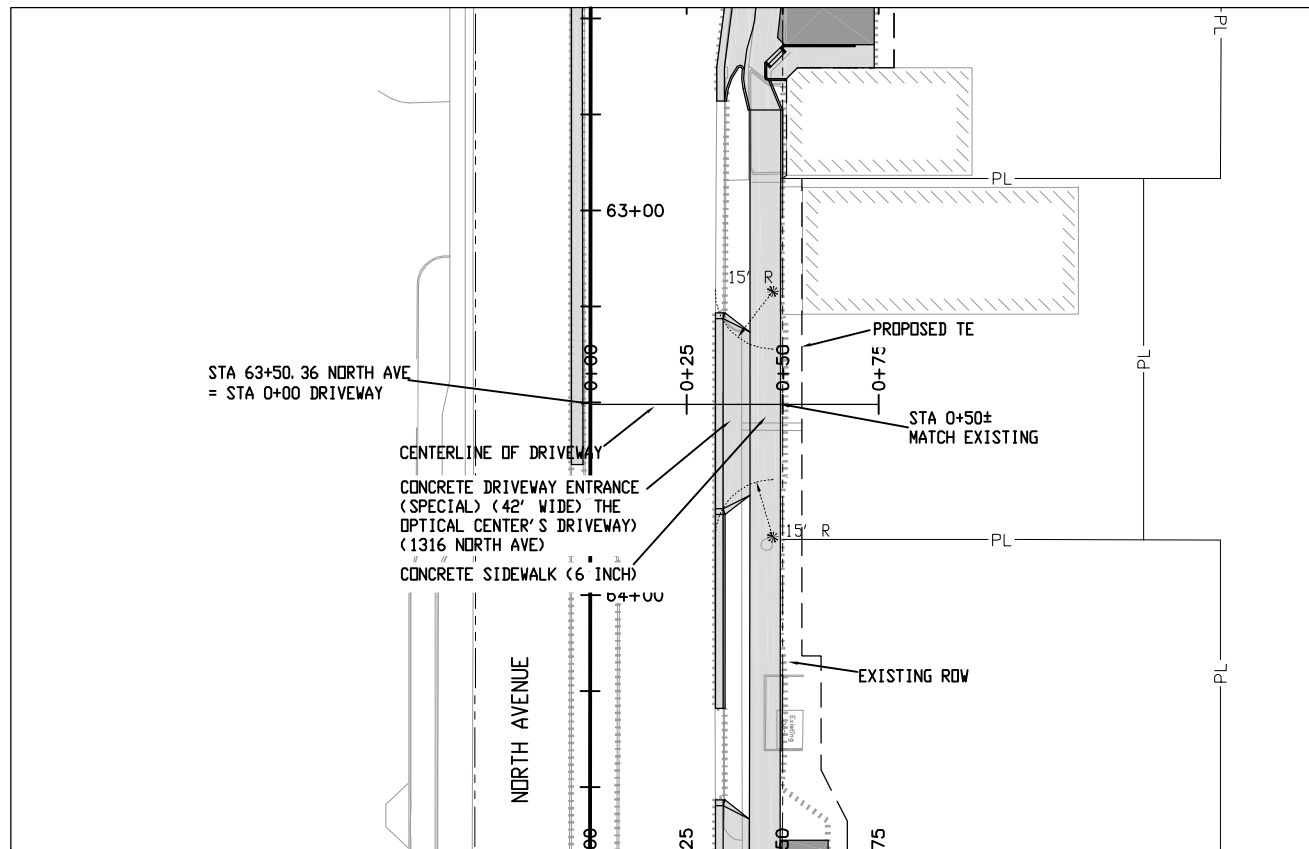 PL
PL
63+00
15' R
PROPOSED TE
PL
0+00
0+25
0+50
0+75
STA 63+50.36 NORTH AVE
= STA 0+00 DRIVEWAY
STA 0+50±
MATCH EXISTING
CENTERLINE OF DRIVEWAY
CONCRETE DRIVEWAY ENTRANCE
(SPECIAL) (42' WIDE) THE
OPTICAL CENTER'S DRIVEWAY)
(1316 NORTH AVE)
15' R
PL
CONCRETE SIDEWALK (6 INCH)
64+00
NORTH AVENUE
EXISTING ROW
PL
Existing
00
25
50
75